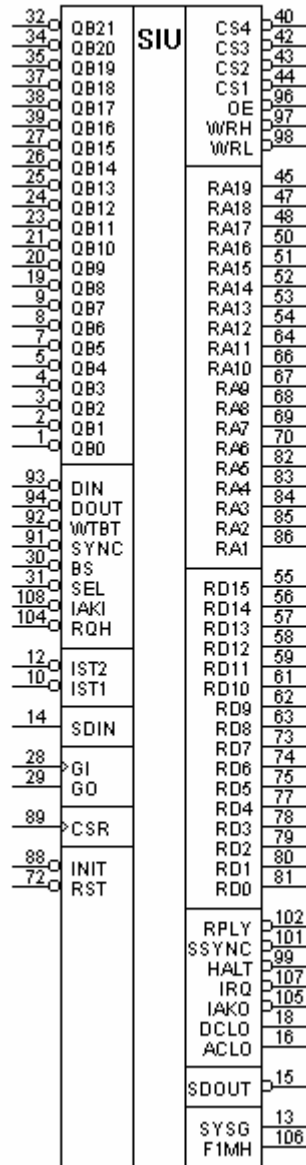 32 QB21
34 QB20
35 QB19
37 QB18
38 QB17
39 QB16
27 QB15
26 QB14
25 QB13
24 QB12
23 QB11
21 QB10
20 QB9
19 QB8
9 QB7
8 QB6
7 QB5
5 QB4
4 QB3
3 QB2
2 QB1
1 QB0
93 DIN
94 DOUT
92 WTBT
91 SYNC
30 BS
31 SEL
108 IAKI
104 RQH
12 IST2
10 IST1
14 SDIN
28 GI
29 GO
89 CSR
88 INIT
72 RST
SIU
CS4 40
CS3 42
CS2 43
CS1 44
OE 96
WRH 97
WRL 98
RA19 45
RA18 47
RA17 48
RA16 50
RA15 51
RA14 52
RA13 53
RA12 54
RA11 64
RA10 66
RA9 67
RA8 68
RA7 69
RA6 70
RA5 82
RA4 83
RA3 84
RA2 85
RA1 86
RD15 55
RD14 56
RD13 57
RD12 58
RD11 59
RD10 61
RD9 62
RD8 63
RD7 73
RD6 74
RD5 75
RD4 77
RD3 78
RD2 79
RD1 80
RD0 81
RPLY 102
SSYNC 101
HALT 99
IRQ 107
IAKO 105
DCLO 18
ACLO 16
SDOUT 15
SYSG 13
F1MH 106